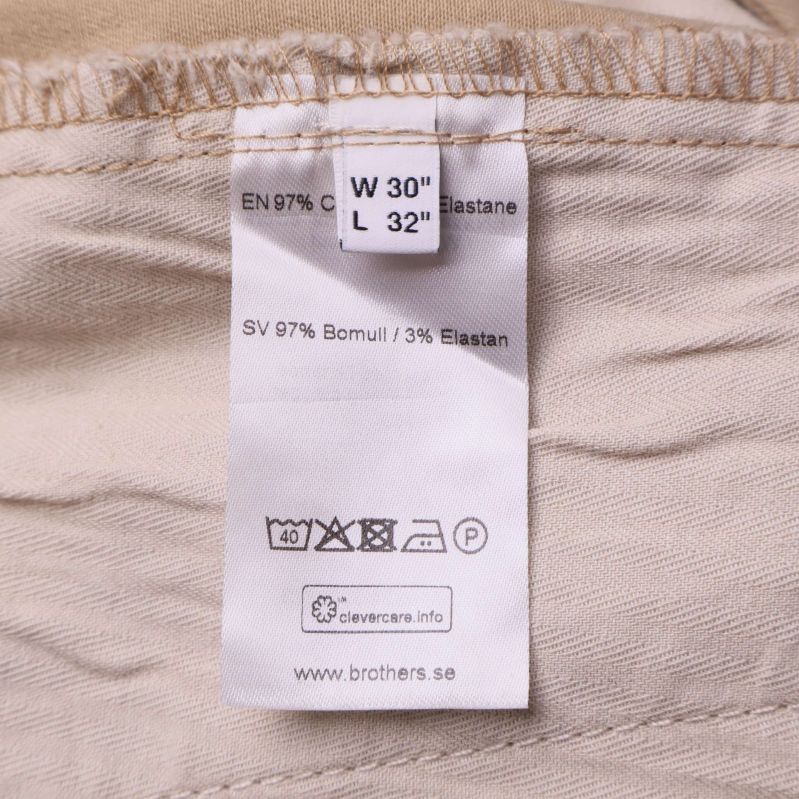 W 30"
L 32"
EN 97% C Elastane
SV 97% Bomull / 3% Elastan
40 P
clevercare.info
www.brothers.se